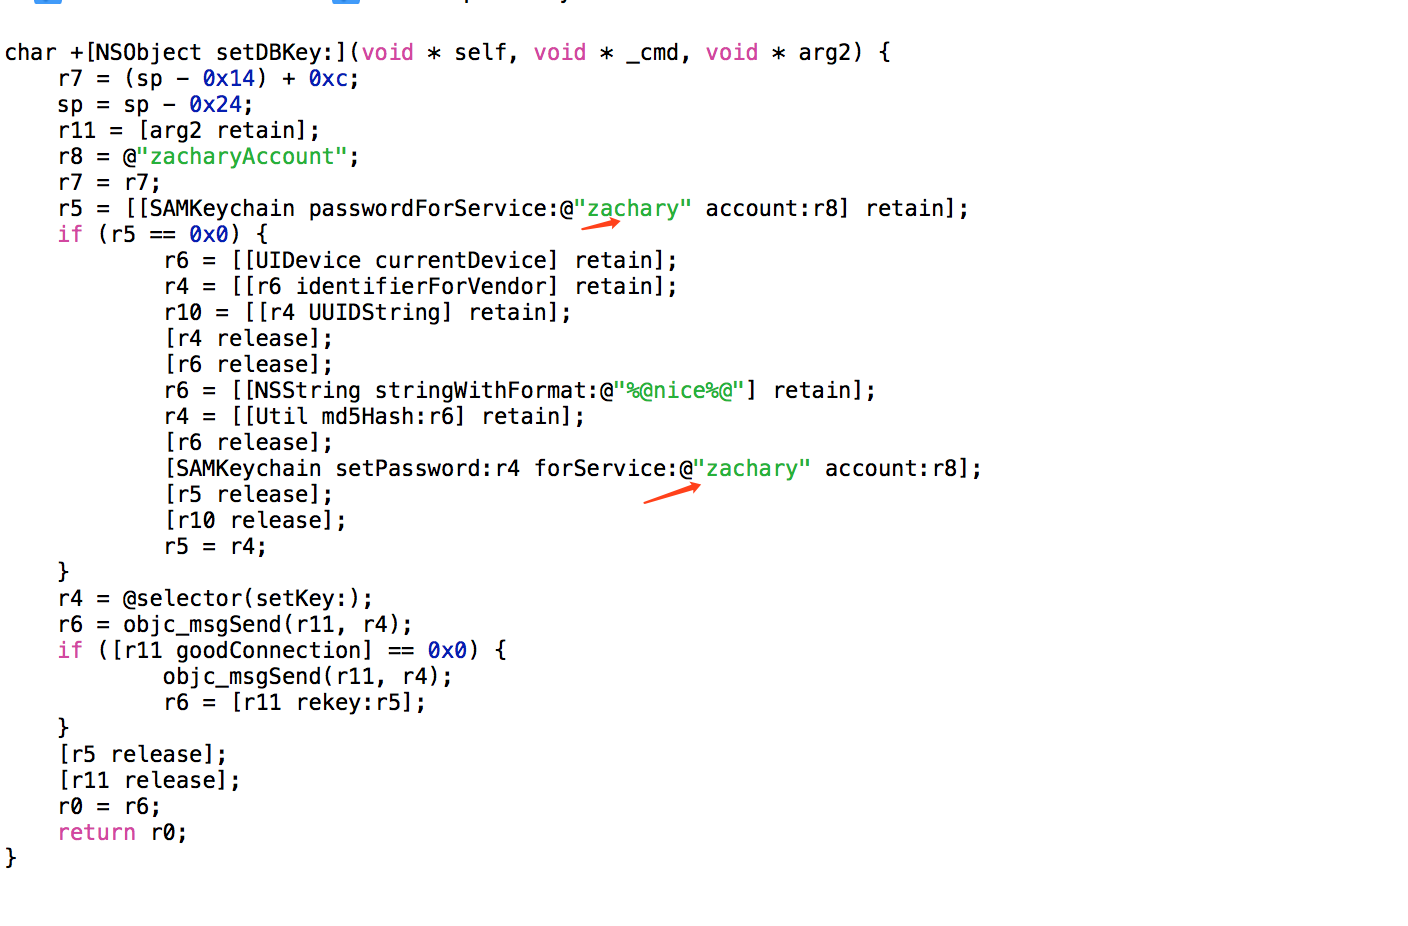 char +[NSObject setDBKey:](void * self, void * _cmd, void * arg2) {
    r7 = (sp - 0x14) + 0xc;
    sp = sp - 0x24;
    r11 = [arg2 retain];
    r8 = @"zacharyAccount";
    r7 = r7;
    r5 = [[SAMKeychain passwordForService:@"zachary" account:r8] retain];
    if (r5 == 0x0) {
            r6 = [[UIDevice currentDevice] retain];
            r4 = [[r6 identifierForVendor] retain];
            r10 = [[r4 UUIDString] retain];
            [r4 release];
            [r6 release];
            r6 = [[NSString stringWithFormat:@"%@nice%@"] retain];
            r4 = [[Util md5Hash:r6] retain];
            [r6 release];
            [SAMKeychain setPassword:r4 forService:@"zachary" account:r8];
            [r5 release];
            [r10 release];
            r5 = r4;
    }
    r4 = @selector(setKey:);
    r6 = objc_msgSend(r11, r4);
    if ([r11 goodConnection] == 0x0) {
            objc_msgSend(r11, r4);
            r6 = [r11 rekey:r5];
    }
    [r5 release];
    [r11 release];
    r0 = r6;
    return r0;
}